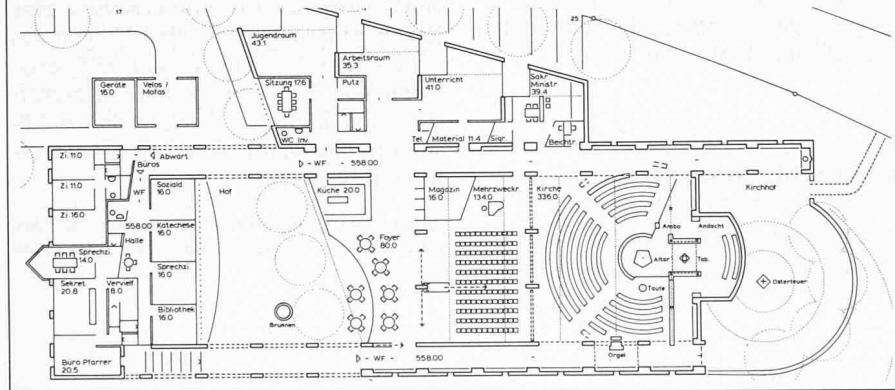 17
25
Jugendraum
43.1
Arbeitsraum
35.3
Geräte
16.0
Velos /
Mofas
Sitzung 17.6
Putz
Unterricht
41.0
Sakr.
Ministr.
39.4
WC Inv.
Tel.
Material 11.4
Sigr.
Beichtr.
Zi. 11.0
Abwart
Büros
WF - 558.00
Zi. 11.0
WF
Soziald.
16.0
Hof
Küche 20.0
Magazin
16.0
Mehrzweckr.
134.0
Kirche
336.0
Kirchhof
Zi. 16.0
558.00
Katechese
16.0
Halle
Foyer
80.0
Ambo
Andacht
Sprechzi.
14.0
Sprechzi.
16.0
Altar
Tab.
Sekret.
20.8
Vervielf.
18.0
Taufe
Osterfeuer
Bibliothek
16.0
Brunnen
Orgel
Büro Pfarrer
20.5
WF - 558.00